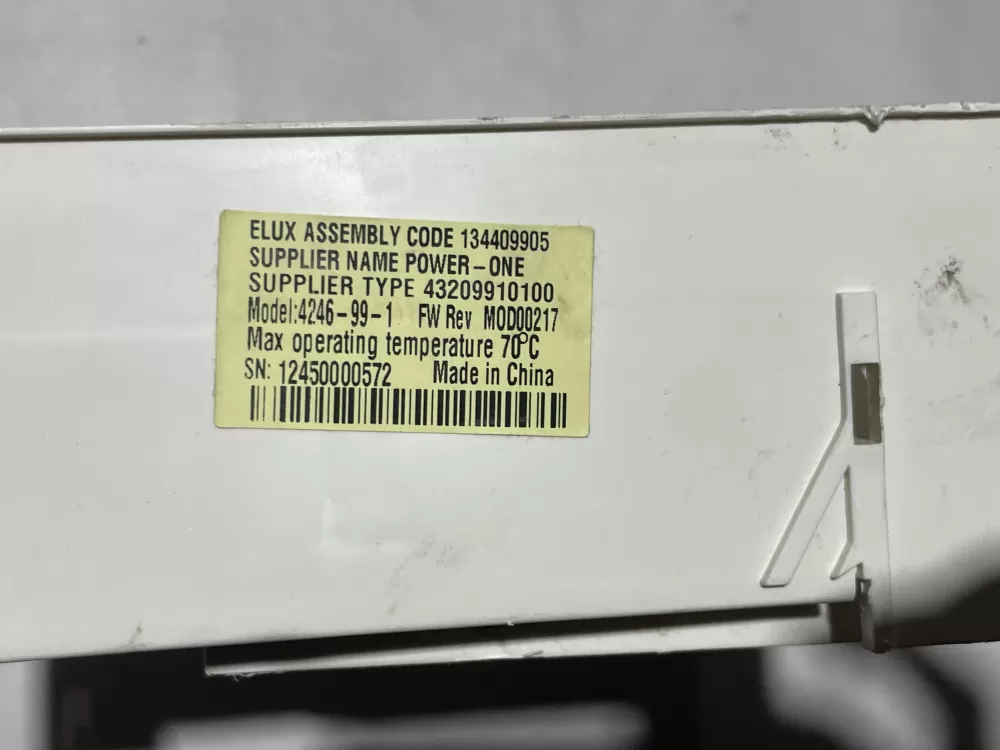 ELUX ASSEMBLY CODE 134409905
SUPPLIER NAME POWER-ONE
SUPPLIER TYPE 43209910100
Model:4246-99-1 FW Rev MOD00217
Max operating temperature 70°C
SN: 12450000572 Made in China